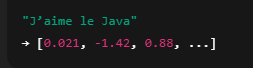 "J’aime le Java"
→ [0.021, -1.42, 0.88, ...]